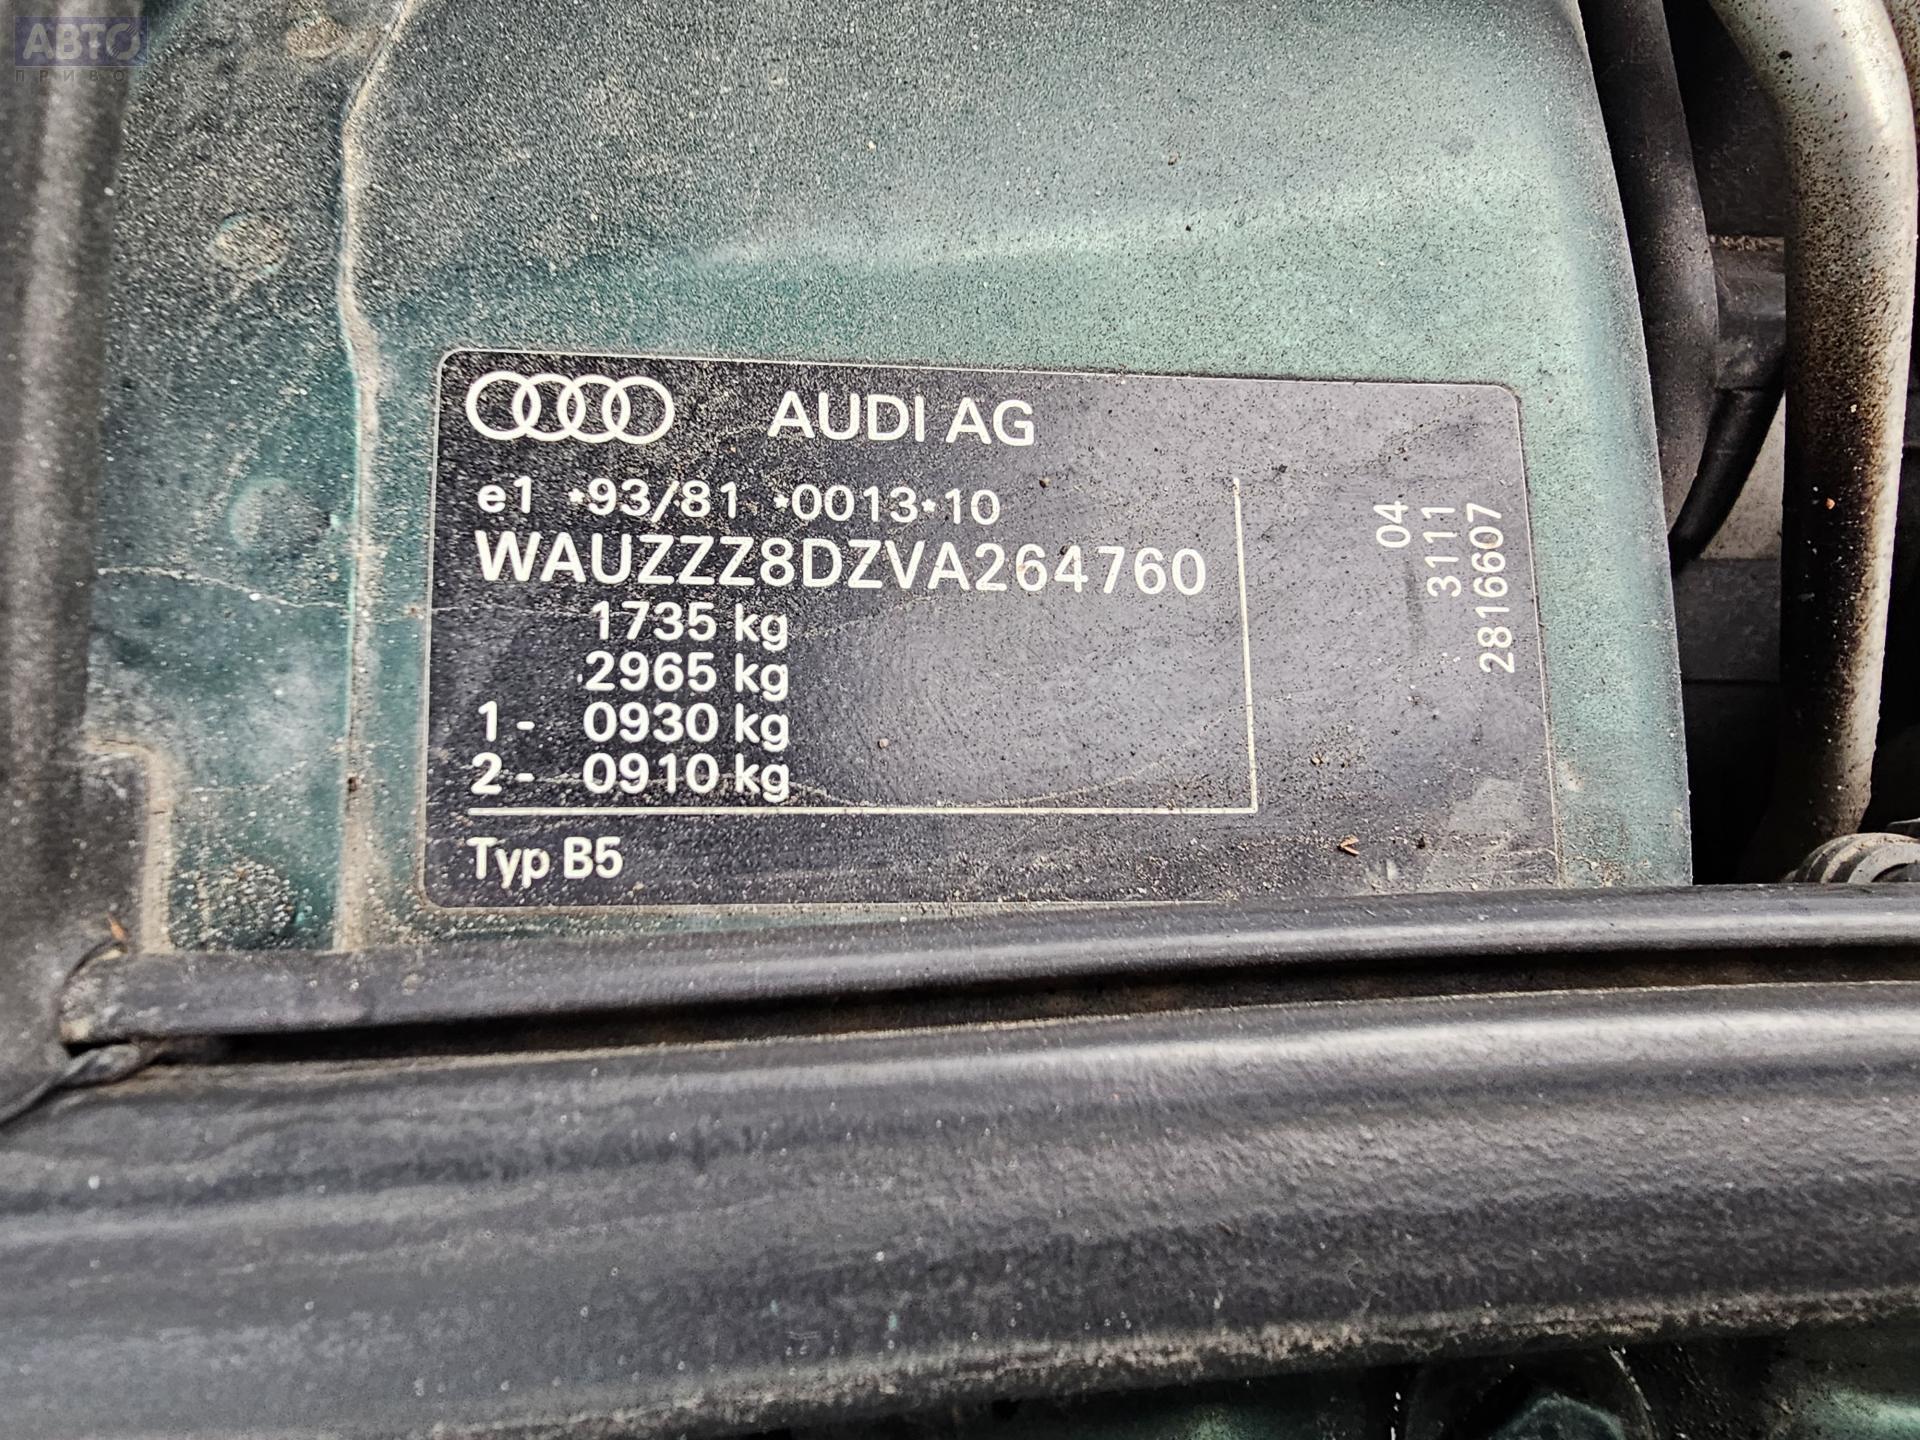 АВТО
ПРИВОЗ
AUDI AG
e1 *93/81 *0013*10
WAUZZZ8DZVA264760
1735 kg
2965 kg
1- 0930 kg
2- 0910 kg
Typ B5
04
3111
2816607